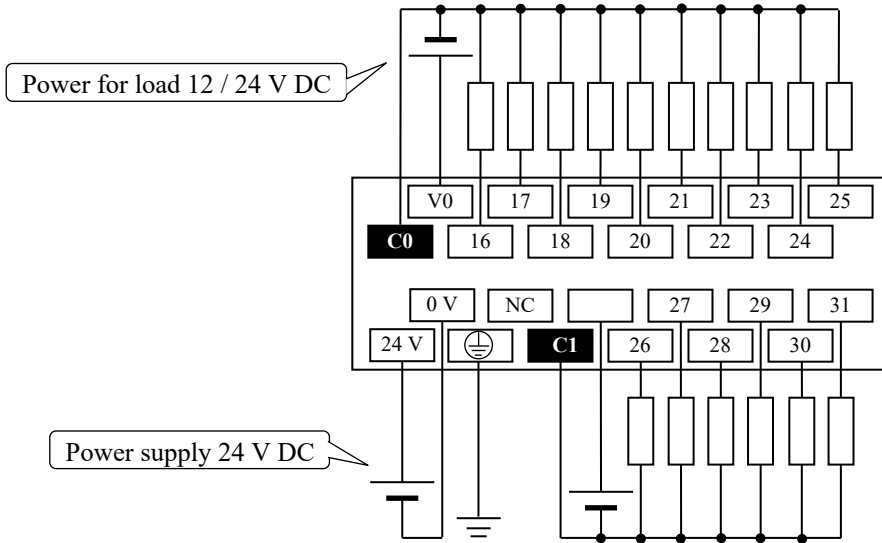 Power for load 12 / 24 V DC
V0 17 19 21 23 25
C0 16 18 20 22 24
0 V NC 27 29 31
24 V C1 26 28 30
Power supply 24 V DC